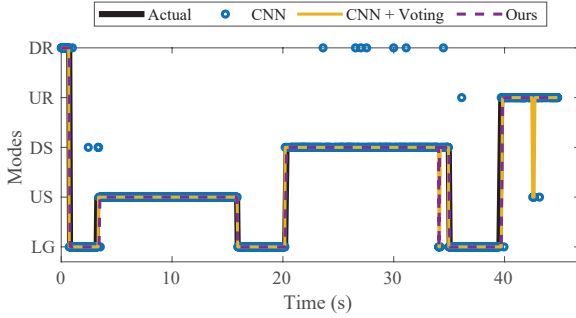 Actual CNN CNN + Voting Ours
DR
UR
DS
US
LG
Modes
0 10 20 30 40
Time (s)